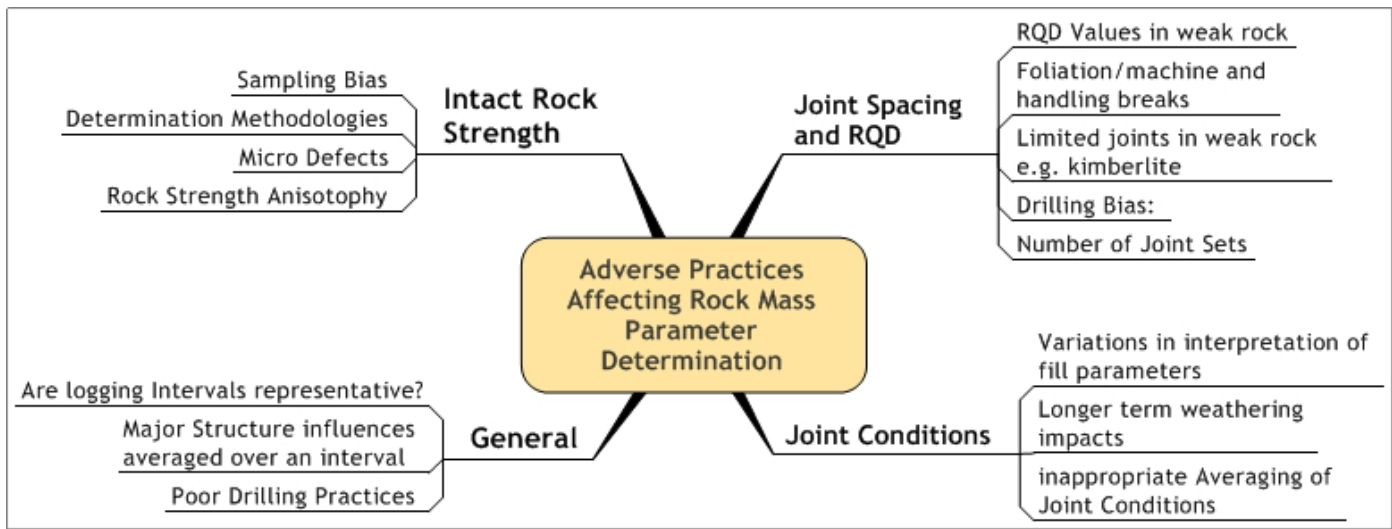 Sampling Bias
Determination Methodologies
Micro Defects
Rock Strength Anisotophy
Intact Rock
Strength
Joint Spacing
and RQD
RQD Values in weak rock
Foliation/machine and
handling breaks
Limited joints in weak rock
e.g. kimberlite
Drilling Bias:
Number of Joint Sets
Adverse Practices
Affecting Rock Mass
Parameter
Determination
Are logging Intervals representative?
Major Structure influences
averaged over an interval
Poor Drilling Practices
General
Joint Conditions
Variations in interpretation of
fill parameters
Longer term weathering
impacts
inappropriate Averaging of
Joint Conditions